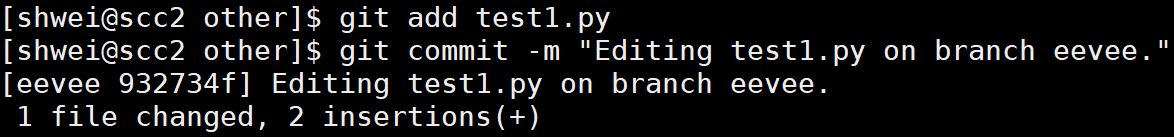 [shwei@scc2 other]$ git add test1.py
[shwei@scc2 other]$ git commit -m "Editing test1.py on branch eevee."
[eevee 932734f] Editing test1.py on branch eevee.
 1 file changed, 2 insertions(+)